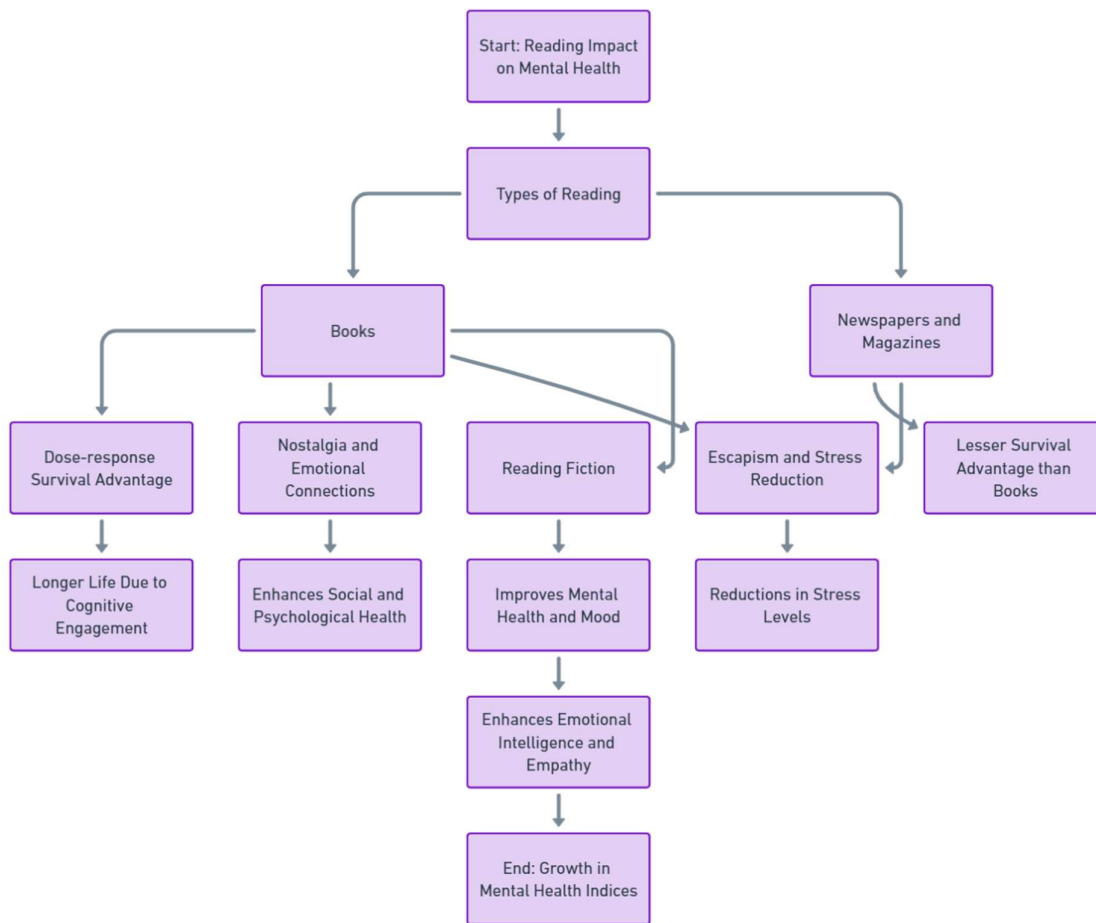 Start: Reading Impact
on Mental Health
Types of Reading
Books
Newspapers and
Magazines
Dose-response
Survival Advantage
Nostalgia and
Emotional
Connections
Reading Fiction
Escapism and Stress
Reduction
Lesser Survival
Advantage than
Books
Longer Life Due to
Cognitive
Engagement
Enhances Social and
Psychological Health
Improves Mental
Health and Mood
Reductions in Stress
Levels
Enhances Emotional
Intelligence and
Empathy
End: Growth in
Mental Health Indices